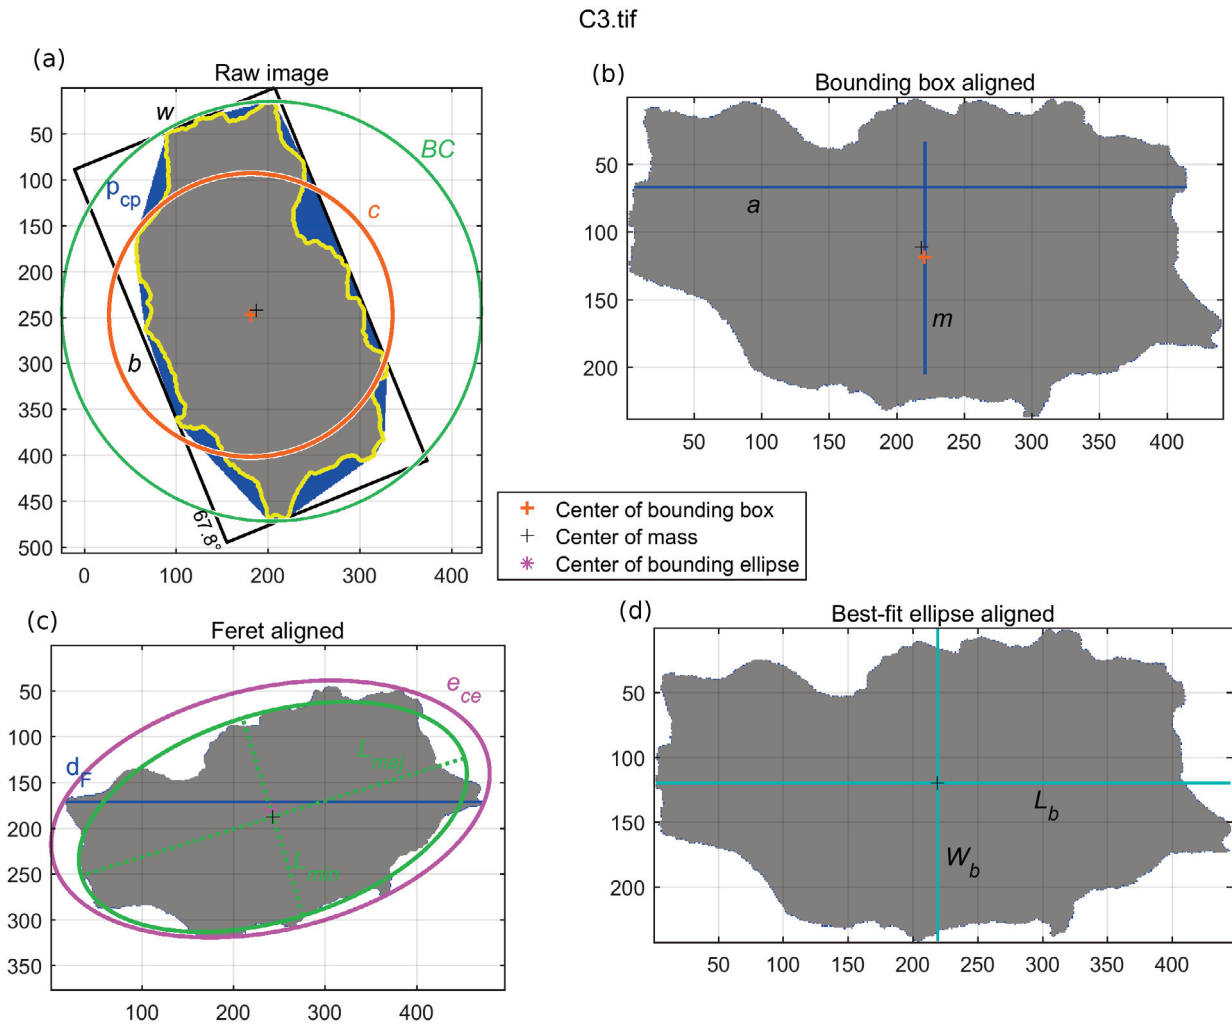 C3.tif
(a)
Raw image
w
BC
p_cp
c
b
67.8°
50
100
150
200
250
300
350
400
450
500
0 100 200 300 400
(b)
Bounding box aligned
a
m
50
100
150
200
50 100 150 200 250 300 350 400
+ Center of bounding box
+ Center of mass
* Center of bounding ellipse
(c)
Feret aligned
e_ce
d_F
L_maj
L_min
50
100
150
200
250
300
350
100 200 300 400
(d)
Best-fit ellipse aligned
L_b
W_b
50
100
150
200
50 100 150 200 250 300 350 400